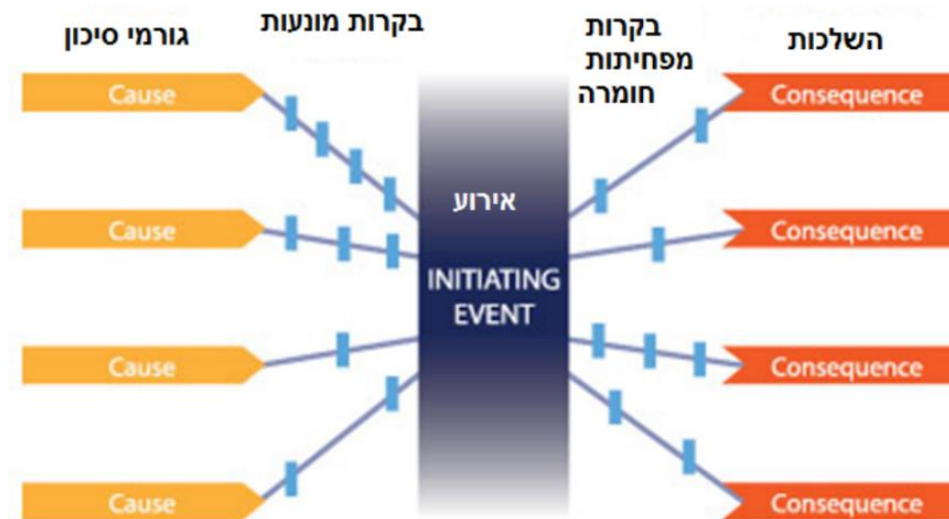 גורמי סיכון
בקרות מונעות
בקרות
מפחיתות
חומרה
השלכות
Cause
Consequence
Cause
אירוע
Consequence
INITIATING
EVENT
Cause
Consequence
Cause
Consequence